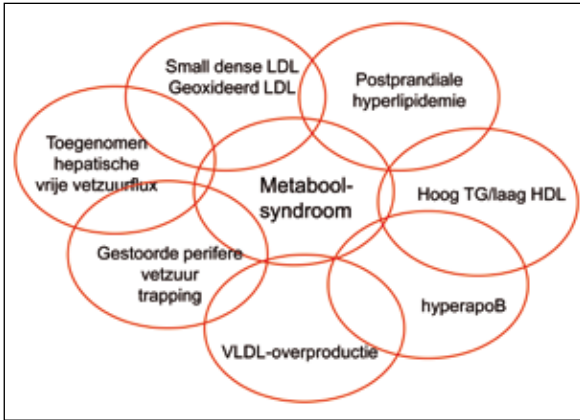 Small dense LDL
Geoxideerd LDL
Postprandiale
hyperlipidemie
Toegenomen
hepatische
vrije vetzuurflux
Metabool-
syndroom
Hoog TG/laag HDL
Gestoorde perifere
vetzuur
trapping
hyperapoB
VLDL-overproductie